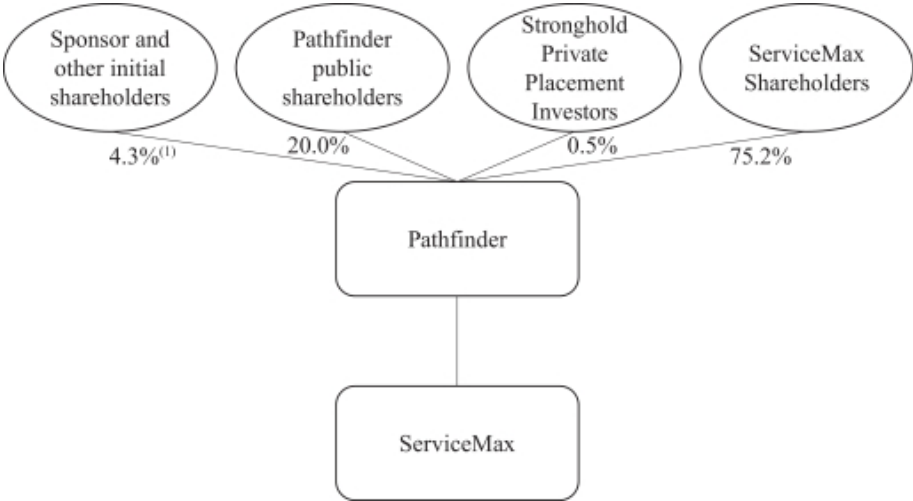 Sponsor and
other initial
shareholders
Pathfinder
public
shareholders
Stronghold
Private
Placement
Investors
ServiceMax
Shareholders
4.3%(1)
20.0%
0.5%
75.2%
Pathfinder
ServiceMax